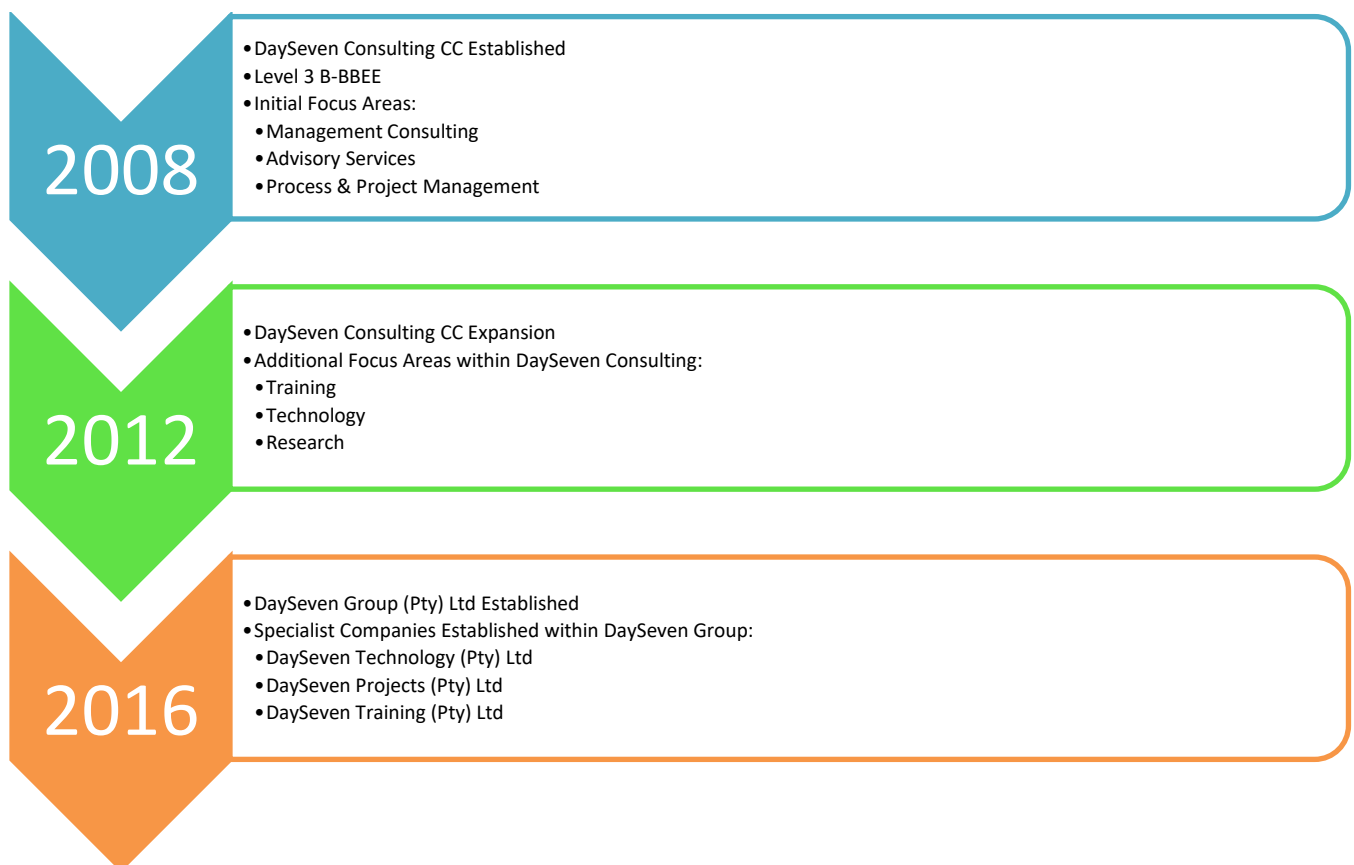 2008
•DaySeven Consulting CC Established
•Level 3 B-BBEE
•Initial Focus Areas:
•Management Consulting
•Advisory Services
•Process & Project Management
2012
•DaySeven Consulting CC Expansion
•Additional Focus Areas within DaySeven Consulting:
•Training
•Technology
•Research
2016
•DaySeven Group (Pty) Ltd Established
•Specialist Companies Established within DaySeven Group:
•DaySeven Technology (Pty) Ltd
•DaySeven Projects (Pty) Ltd
•DaySeven Training (Pty) Ltd